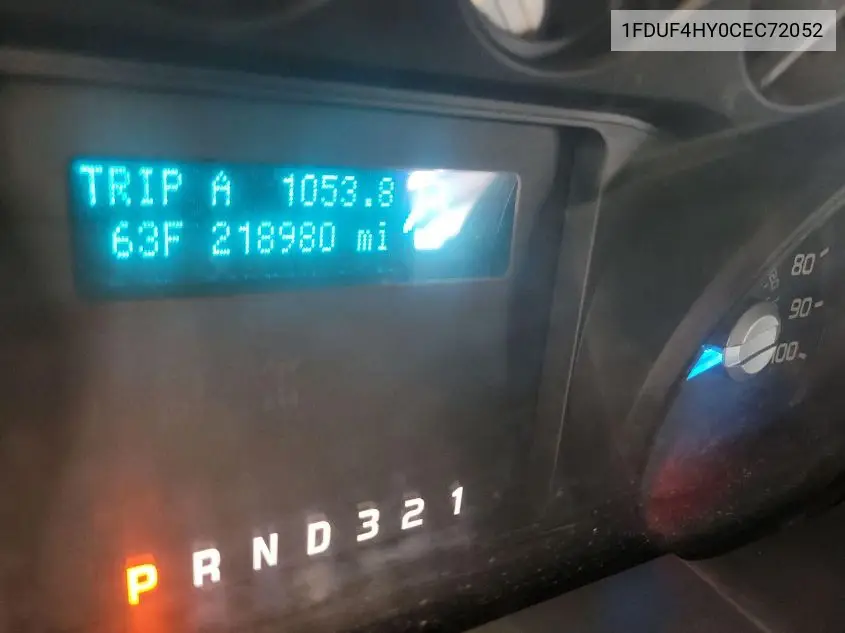 1FDUF4HY0CEC72052
TRIP A 1053.8
63F 218980 mi
80
90
100
P R N D 3 2 1